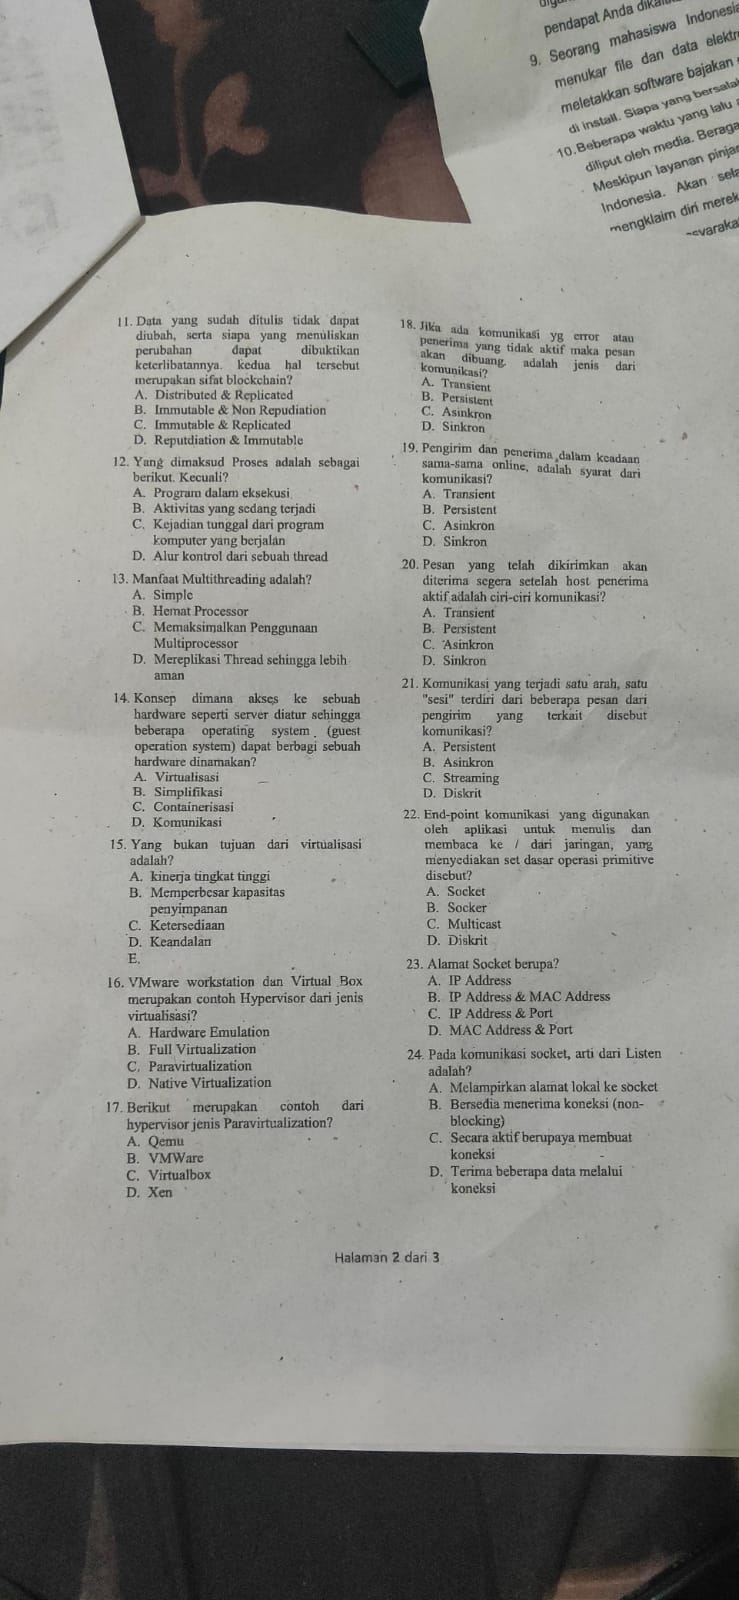 pendapat Anda
9. Seorang mahasiswa Indonesia
menukar file dan data elektr
meletakkan software bajakan
di install. Siapa yang bersala
10.Beberapa waktu yang lalu
diliput oleh media. Beraga
Meskipun layanan pinja
Indonesia. Akan sela
mengklaim diri merek
syaraka
11. Data yang sudah ditulis tidak dapat
diubah, serta siapa yang menuliskan
perubahan dapat dibuktikan
keterlibatannya. kedua hal tersebut
merupakan sifat blockchain?
A. Distributed & Replicated
B. Immutable & Non Repudiation
C. Immutable & Replicated
D. Reputdiation & Immutable
12. Yang dimaksud Proses adalah sebagai
berikut. Kecuali?
A. Program dalam eksekusi
B. Aktivitas yang sedang terjadi
C. Kejadian tunggal dari program
komputer yang berjalan
D. Alur kontrol dari sebuah thread
13. Manfaat Multithreading adalah?
A. Simple
B. Hemat Processor
C. Memaksimalkan Penggunaan
Multiprocessor
D. Mereplikasi Thread sehingga lebih
aman
14. Konsep dimana akses ke sebuah
hardware seperti server diatur sehingga
beberapa operating system (guest
operation system) dapat berbagi sebuah
hardware dinamakan?
A. Virtualisasi
B. Simplifikasi
C. Containerisasi
D. Komunikasi
15. Yang bukan tujuan dari virtualisasi
adalah?
A. kinerja tingkat tinggi
B. Memperbesar kapasitas
penyimpanan
C. Ketersediaan
D. Keandalan
E.
16. VMware workstation dan Virtual Box
merupakan contoh Hypervisor dari jenis
virtualisasi?
A. Hardware Emulation
B. Full Virtualization
C. Paravirtualization
D. Native Virtualization
17. Berikut merupakan contoh dari
hypervisor jenis Paravirtualization?
A. Qemu
B. VMWare
C. Virtualbox
D. Xen
18. Jika ada komunikasi yg error atau
penerima yang tidak aktif maka pesan
akan dibuang, adalah jenis dari
komunikasi?
A. Transient
B. Persistent
C. Asinkron
D. Sinkron
19. Pengirim dan penerima dalam keadaan
sama-sama online, adalah syarat dari
komunikasi?
A. Transient
B. Persistent
C. Asinkron
D. Sinkron
20. Pesan yang telah dikirimkan akan
diterima segera setelah host penerima
aktif adalah ciri-ciri komunikasi?
A. Transient
B. Persistent
C. Asinkron
D. Sinkron
21. Komunikasi yang terjadi satu arah, satu
"sesi" terdiri dari beberapa pesan dari
pengirim yang terkait disebut
komunikasi?
A. Persistent
B. Asinkron
C. Streaming
D. Diskrit
22. End-point komunikasi yang digunakan
oleh aplikasi untuk menulis dan
membaca ke / dari jaringan, yang
menyediakan set dasar operasi primitive
disebut?
A. Socket
B. Socker
C. Multicast
D. Diskrit
23. Alamat Socket berupa?
A. IP Address
B. IP Address & MAC Address
C. IP Address & Port
D. MAC Address & Port
24. Pada komunikasi socket, arti dari Listen
adalah?
A. Melampirkan alamat lokal ke socket
B. Bersedia menerima koneksi (non-
blocking)
C. Secara aktif berupaya membuat
koneksi
D. Terima beberapa data melalui
koneksi
Halaman 2 dari 3